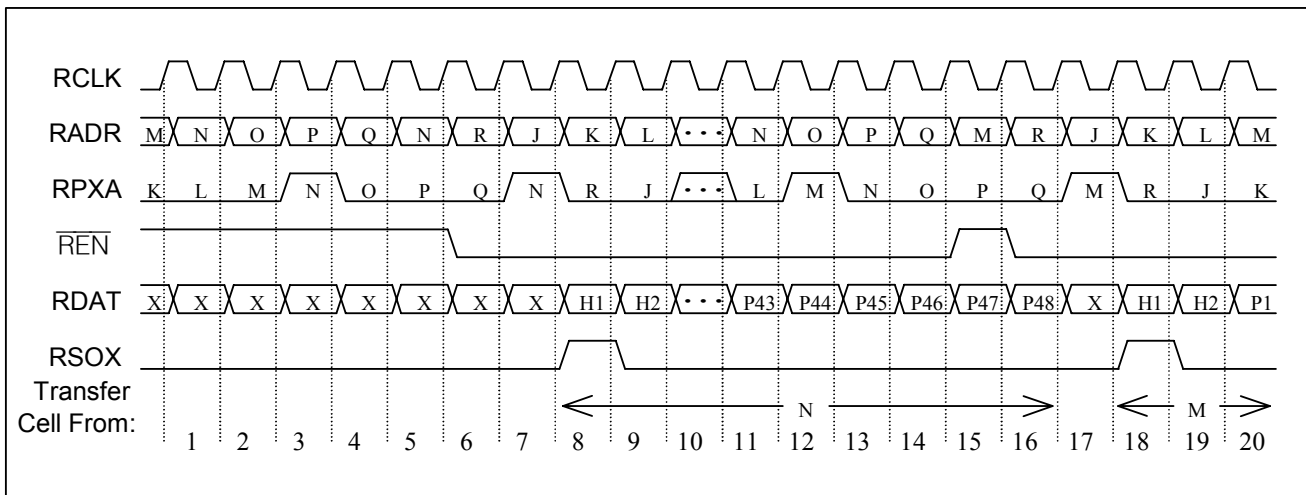 RCLK
RADR M N O P Q N R J K L ··· N O P Q M R J K L M
RPXA K L M N O P Q N R J ··· L M N O P Q M R J K
REN
RDAT X X X X X X X X H1 H2 ··· P43 P44 P45 P46 P47 P48 X H1 H2 P1
RSOX
Transfer
Cell From: N M
1 2 3 4 5 6 7 8 9 10 11 12 13 14 15 16 17 18 19 20